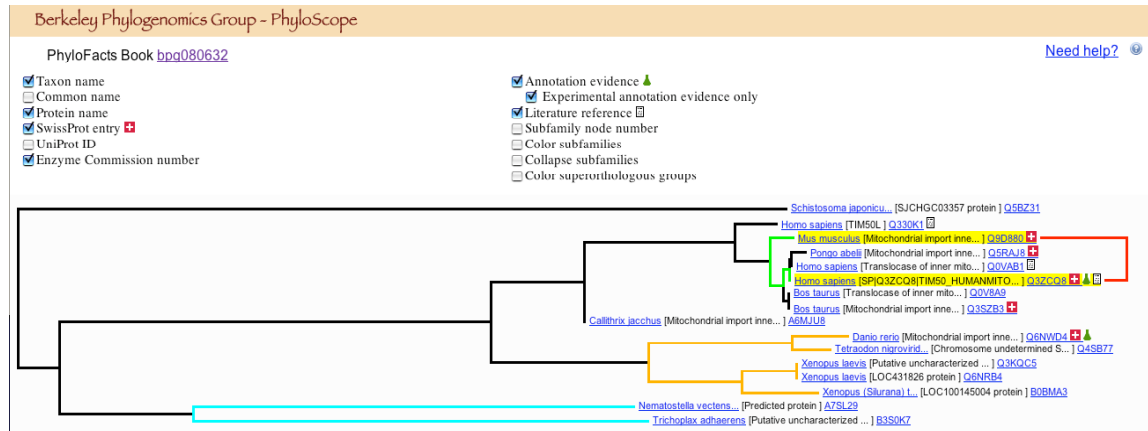 Berkeley Phylogenomics Group - PhyloScope
PhyloFacts Book bpg080632
Need help?
Taxon name
Common name
Protein name
SwissProt entry
UniProt ID
Enzyme Commission number
Annotation evidence
Experimental annotation evidence only
Literature reference
Subfamily node number
Color subfamilies
Collapse subfamilies
Color superorthologous groups
Schistosoma japonicu... [SJCHGC03357 protein ] Q5BZ31
Homo sapiens [TIM50L ] Q330K1
Mus musculus [Mitochondrial import inne... ] Q9D880
Pongo abelii [Mitochondrial import inne... ] Q5RAJ8
Homo sapiens [Translocase of inner mito... ] Q0VAB1
Homo sapiens [SP|Q3ZCQ8|TIM50_HUMANMITO... ] Q3ZCQ8
Bos taurus [Translocase of inner mito... ] Q0V8A9
Bos taurus [Mitochondrial import inne... ] Q3SZB3
Callithrix jacchus [Mitochondrial import inne... ] A6MJU8
Danio rerio [Mitochondrial import inne... ] Q6NWD4
Tetraodon nigrovirid... [Chromosome undetermined S... ] Q4SB77
Xenopus laevis [Putative uncharacterized ... ] Q3KQC5
Xenopus laevis [LOC431826 protein ] Q6NRB4
Xenopus (Silurana) t... [LOC100145004 protein ] B0BMA3
Nematostella vectens... [Predicted protein ] A7SL29
Trichoplax adhaerens [Putative uncharacterized ... ] B3S0K7